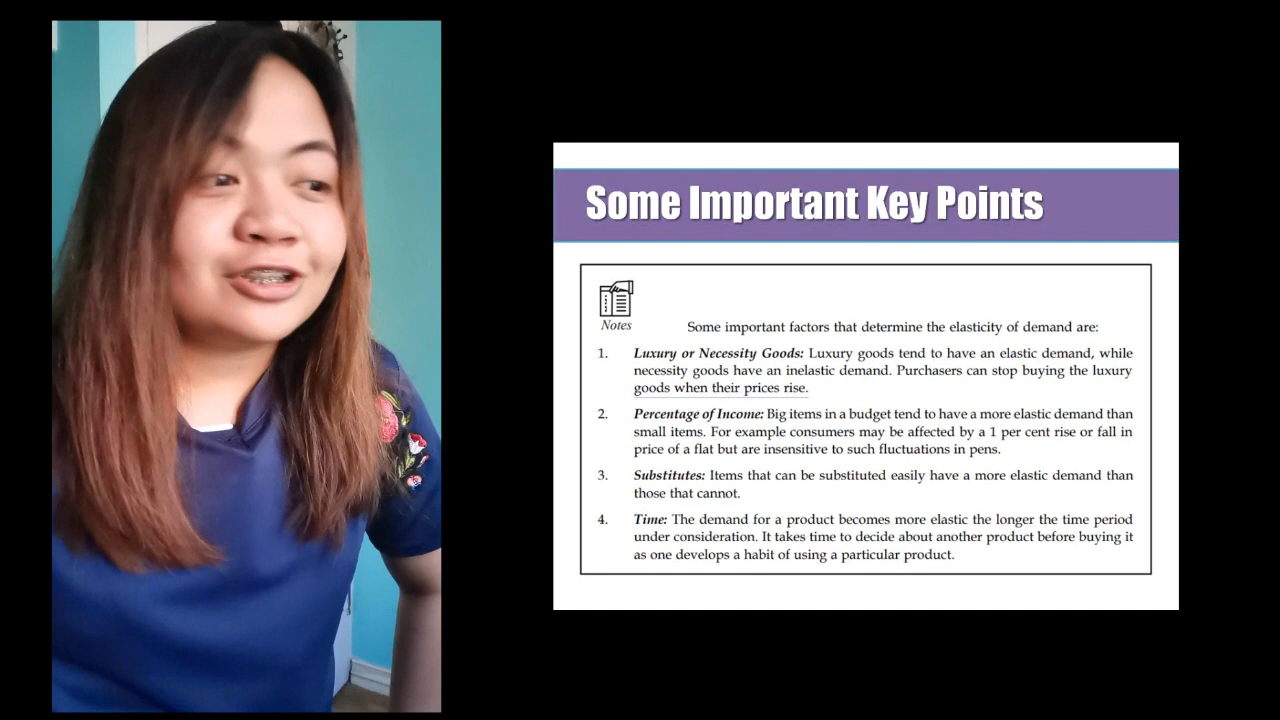 Some Important Key Points
Notes
Some important factors that determine the elasticity of demand are:
1. Luxury or Necessity Goods: Luxury goods tend to have an elastic demand, while
necessity goods have an inelastic demand. Purchasers can stop buying the luxury
goods when their prices rise.
2. Percentage of Income: Big items in a budget tend to have a more elastic demand than
small items. For example consumers may be affected by a 1 per cent rise or fall in
price of a flat but are insensitive to such fluctuations in pens.
3. Substitutes: Items that can be substituted easily have a more elastic demand than
those that cannot.
4. Time: The demand for a product becomes more elastic the longer the time period
under consideration. It takes time to decide about another product before buying it
as one develops a habit of using a particular product.